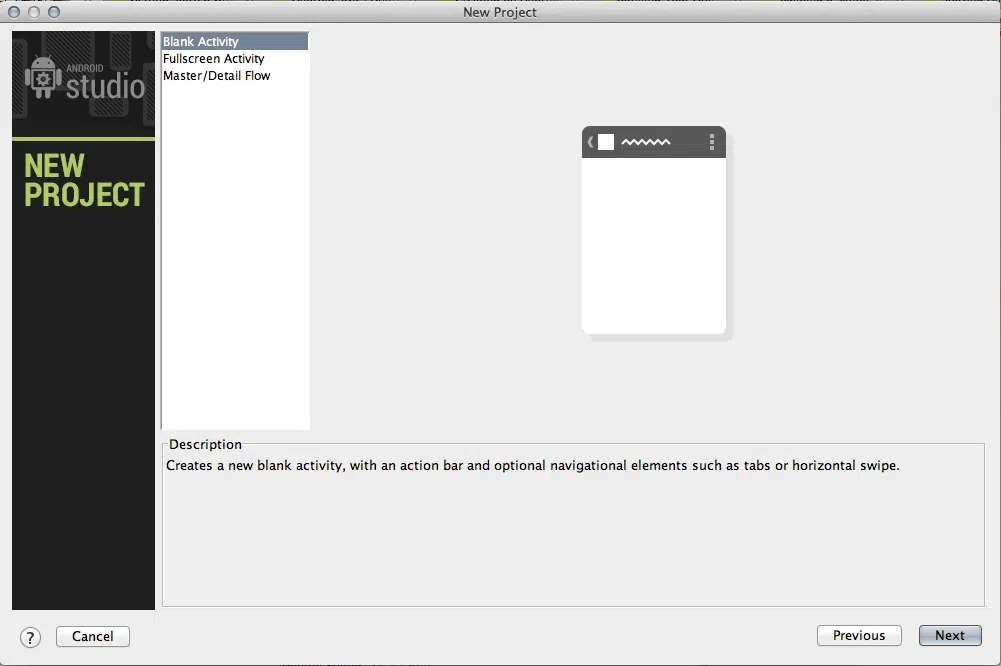 New Project
ANDROID
studio
NEW
PROJECT
Blank Activity
Fullscreen Activity
Master/Detail Flow
Description
Creates a new blank activity, with an action bar and optional navigational elements such as tabs or horizontal swipe.
?
Cancel
Previous
Next